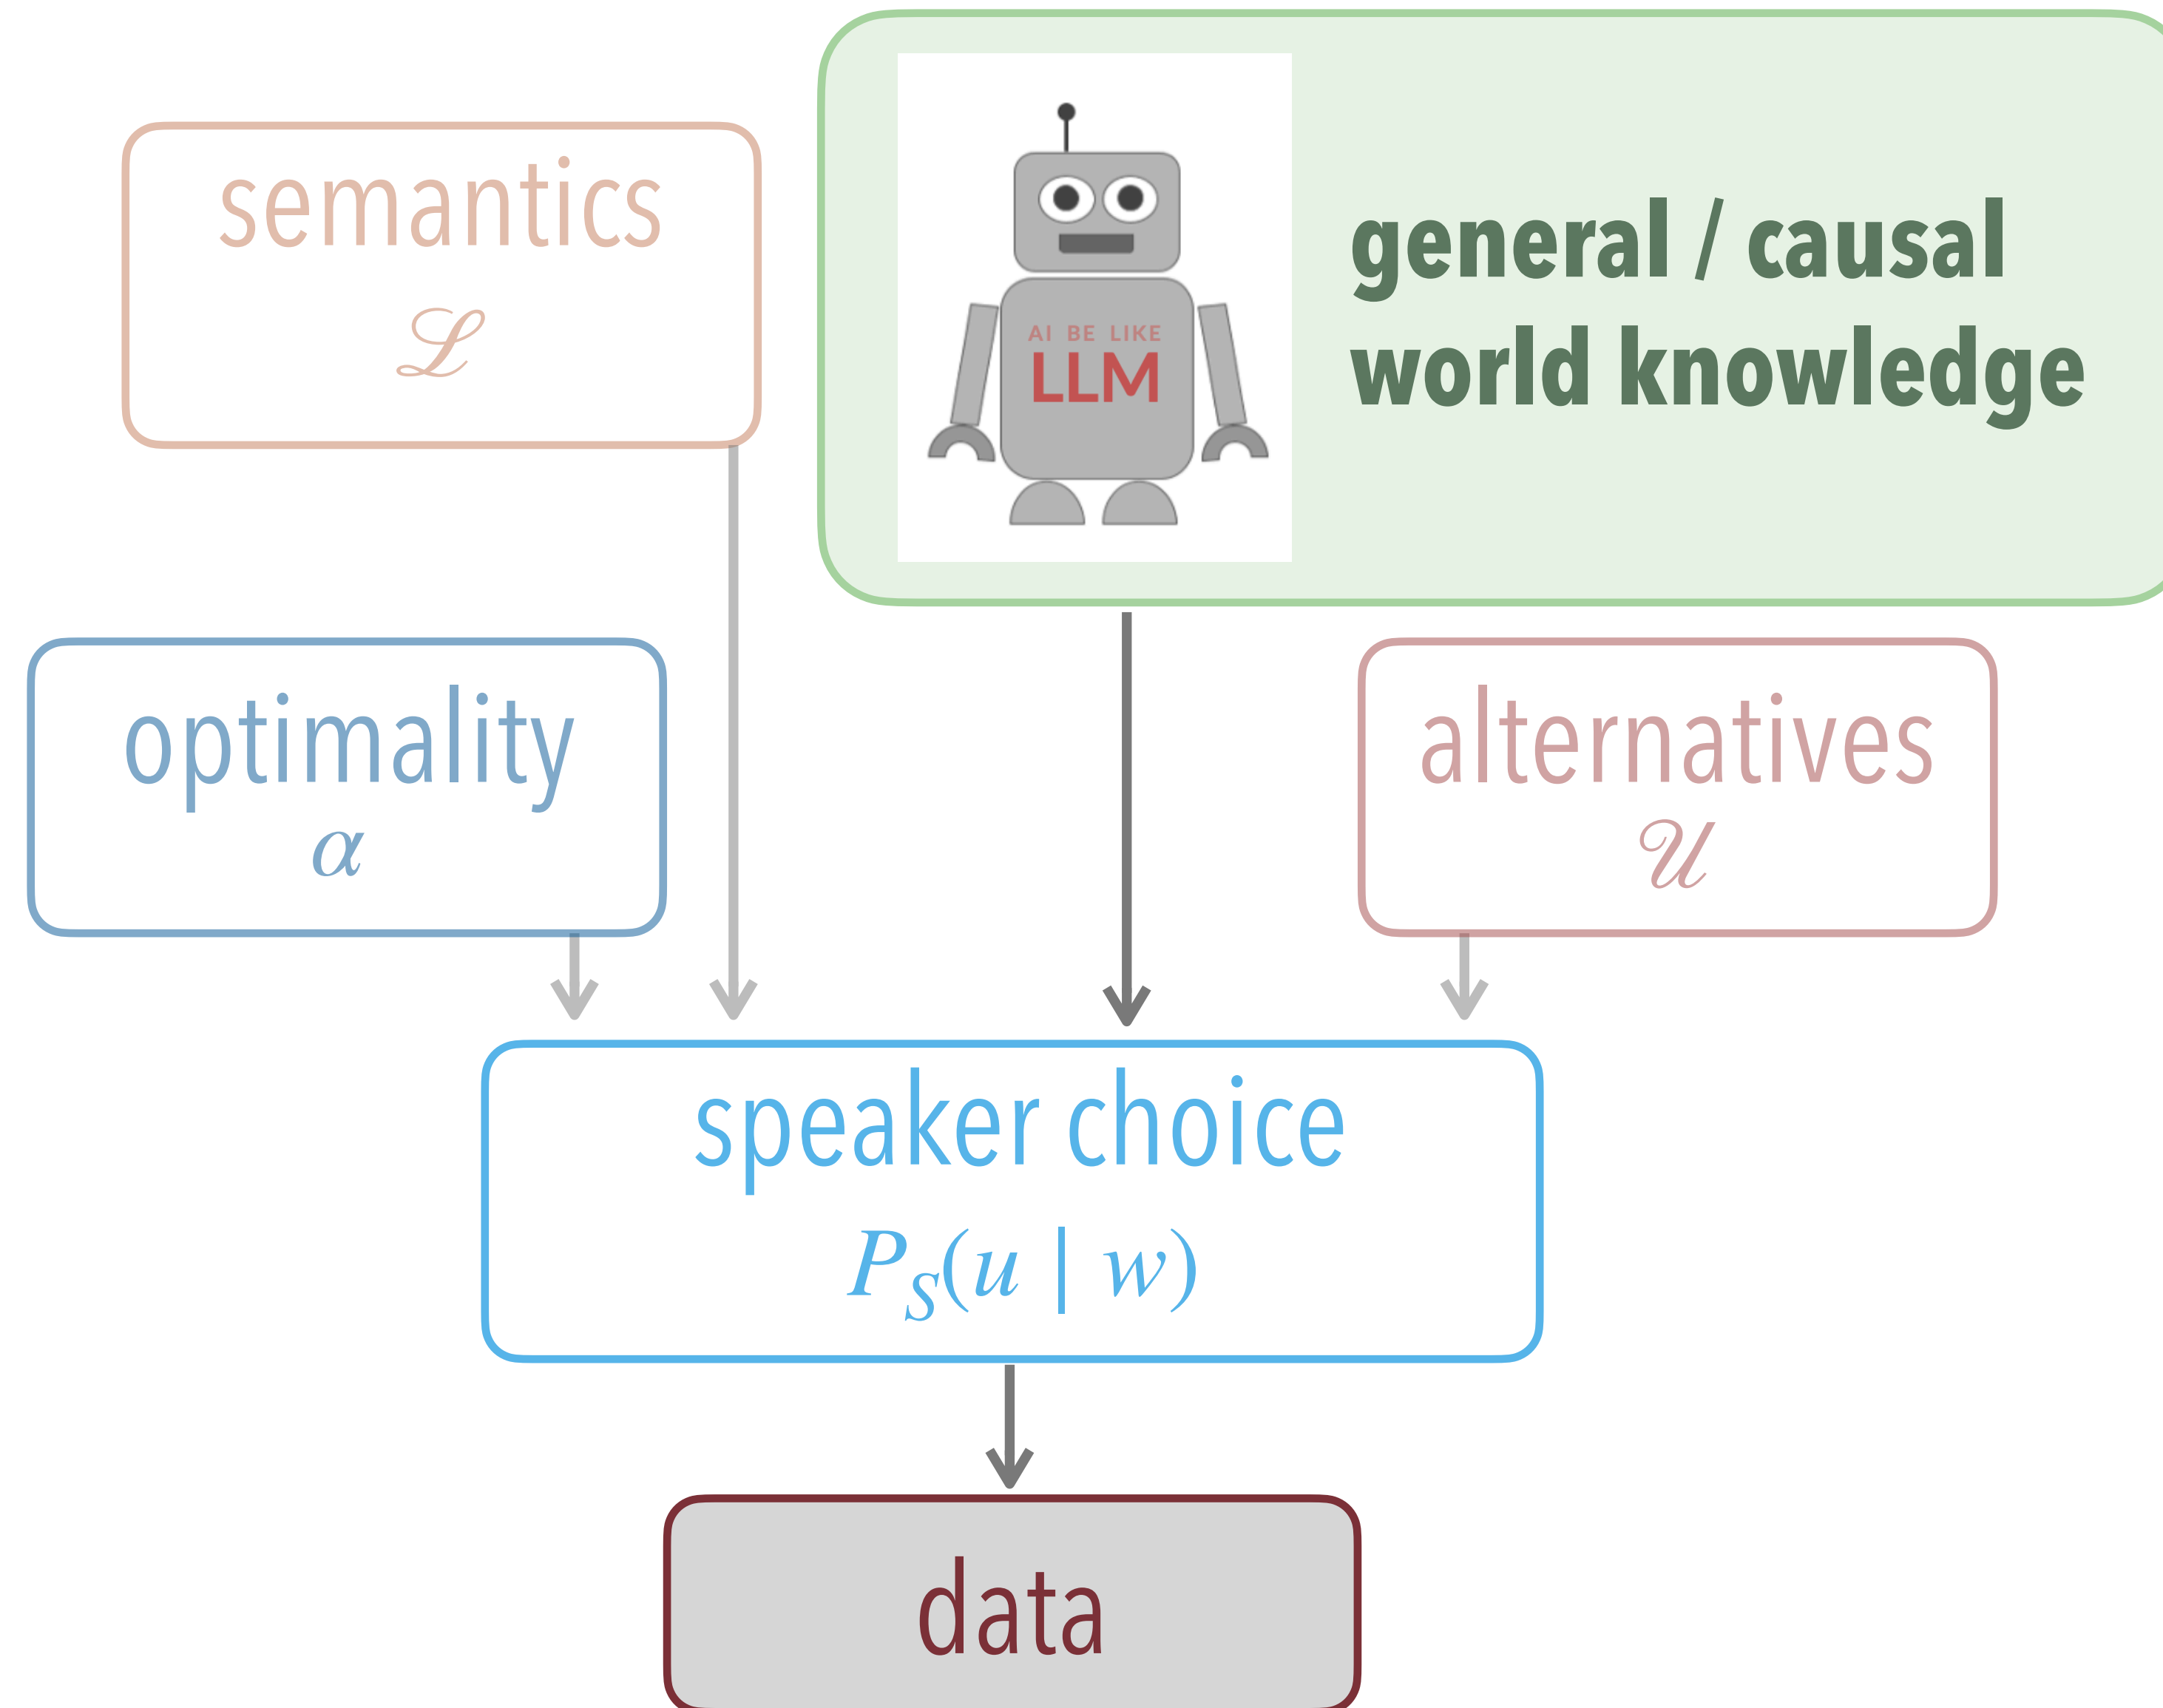 semantics
ℒ
AI BE LIKE
LLM
general / causal
world knowledge
optimality
α
alternatives
𝒰
speaker choice
P_S(u | w)
data